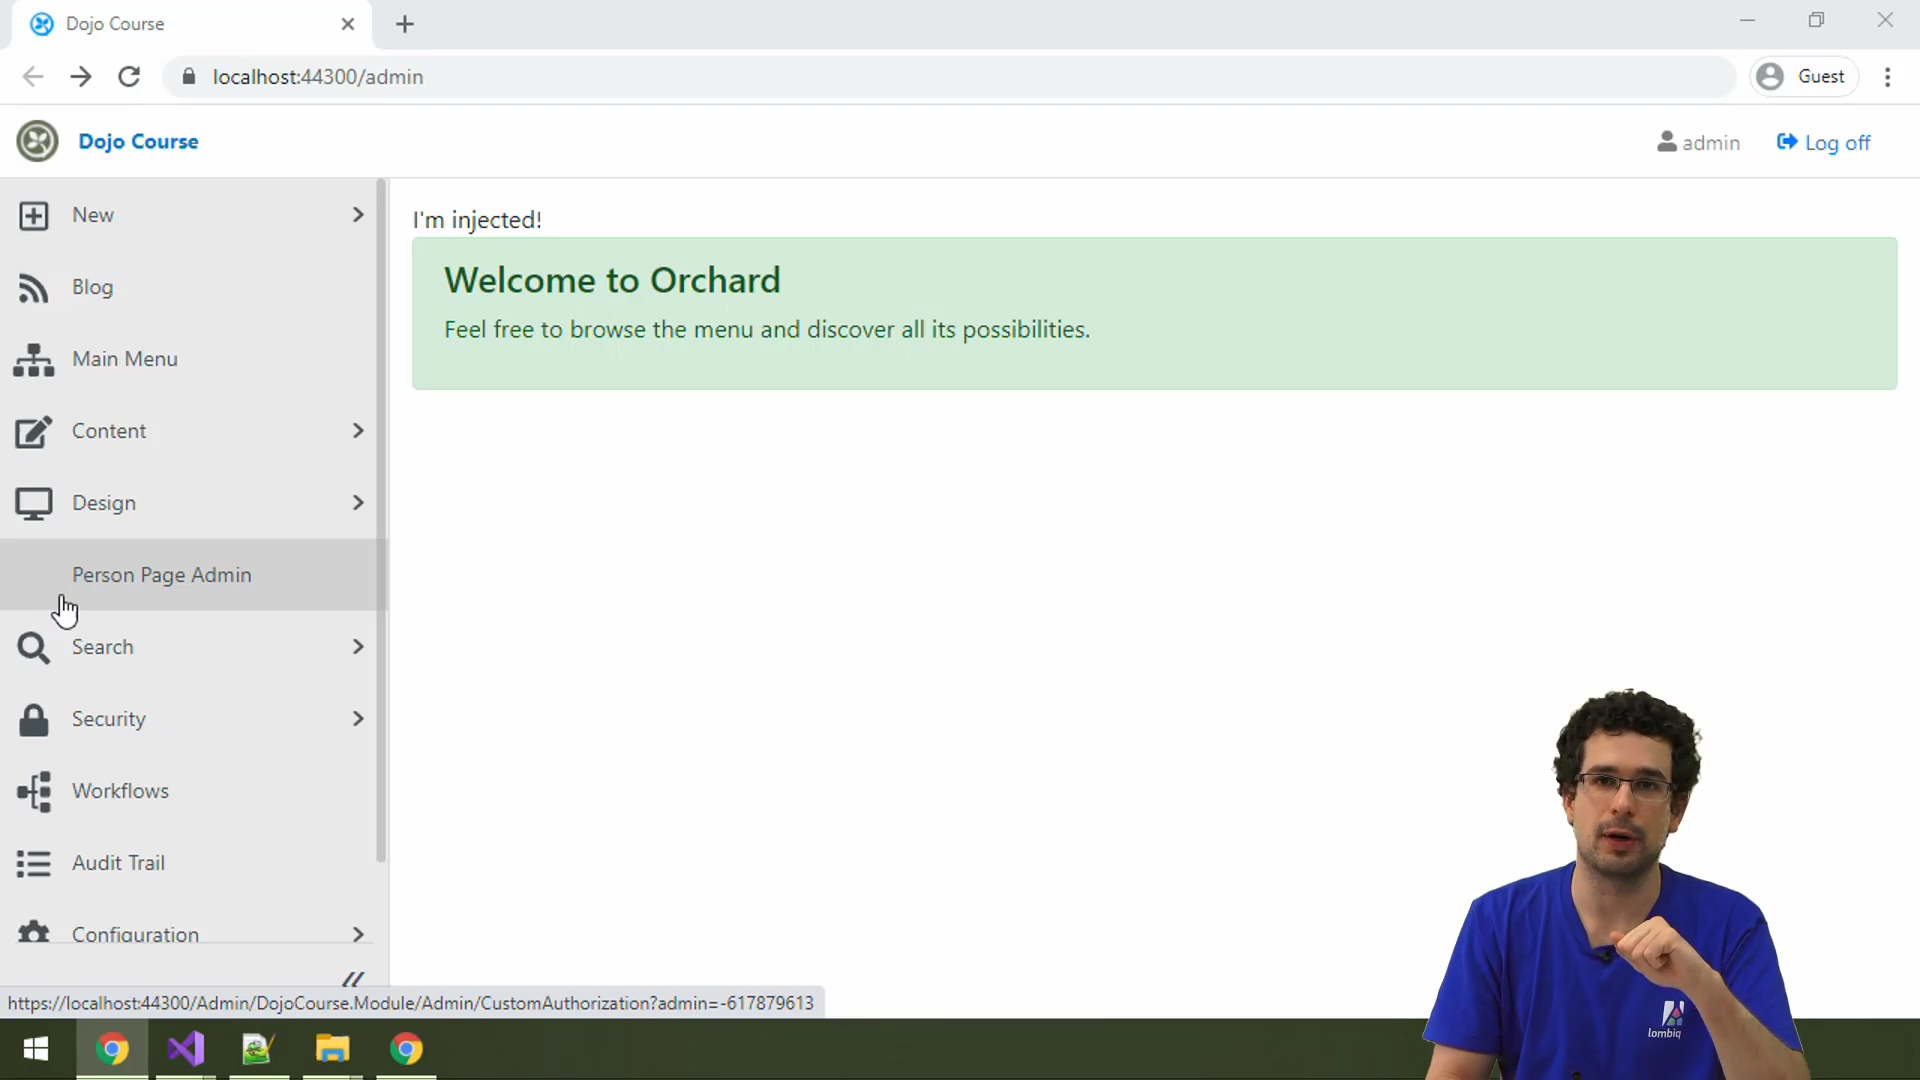 Dojo Course
localhost:44300/admin
Guest
Dojo Course
admin
Log off
New
Blog
Main Menu
Content
Design
Person Page Admin
Search
Security
Workflows
Audit Trail
Configuration
I'm injected!
Welcome to Orchard
Feel free to browse the menu and discover all its possibilities.
https://localhost:44300/Admin/DojoCourse.Module/Admin/CustomAuthorization?admin=-617879613
lombiq